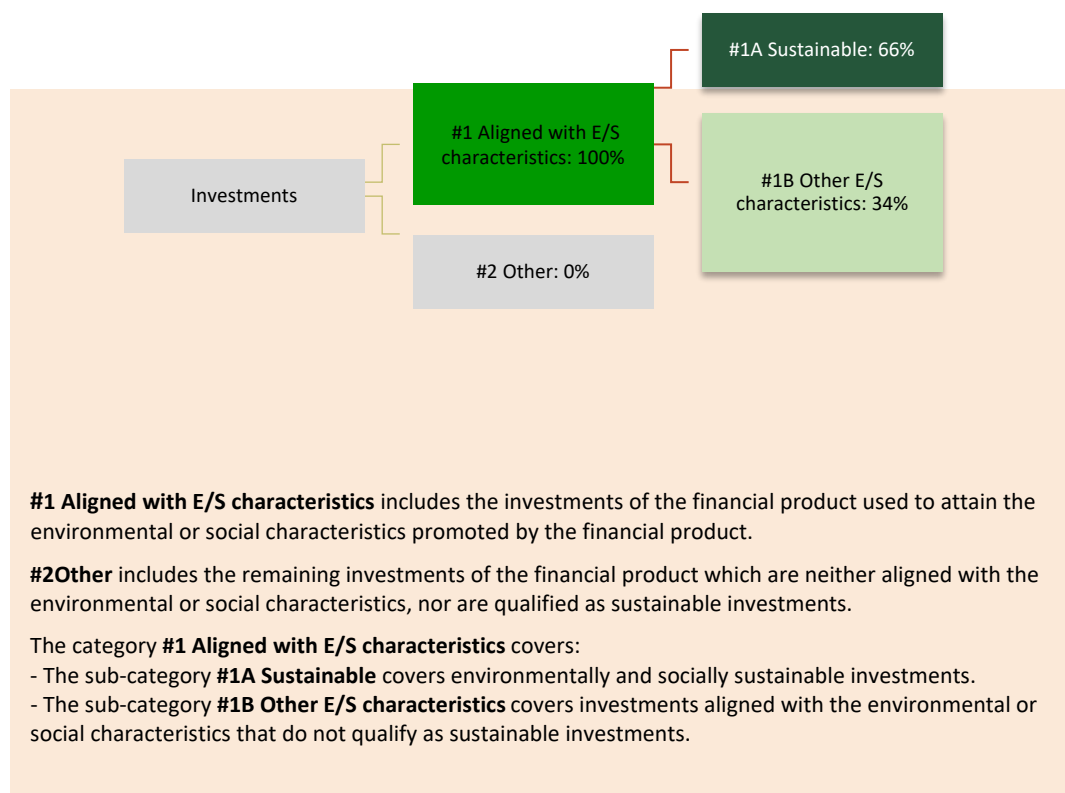 #1A Sustainable: 66%
#1 Aligned with E/S
characteristics: 100%
#1B Other E/S
characteristics: 34%
Investments
#2 Other: 0%
#1 Aligned with E/S characteristics includes the investments of the financial product used to attain the
environmental or social characteristics promoted by the financial product.
#2Other includes the remaining investments of the financial product which are neither aligned with the
environmental or social characteristics, nor are qualified as sustainable investments.
The category #1 Aligned with E/S characteristics covers:
- The sub-category #1A Sustainable covers environmentally and socially sustainable investments.
- The sub-category #1B Other E/S characteristics covers investments aligned with the environmental or
social characteristics that do not qualify as sustainable investments.